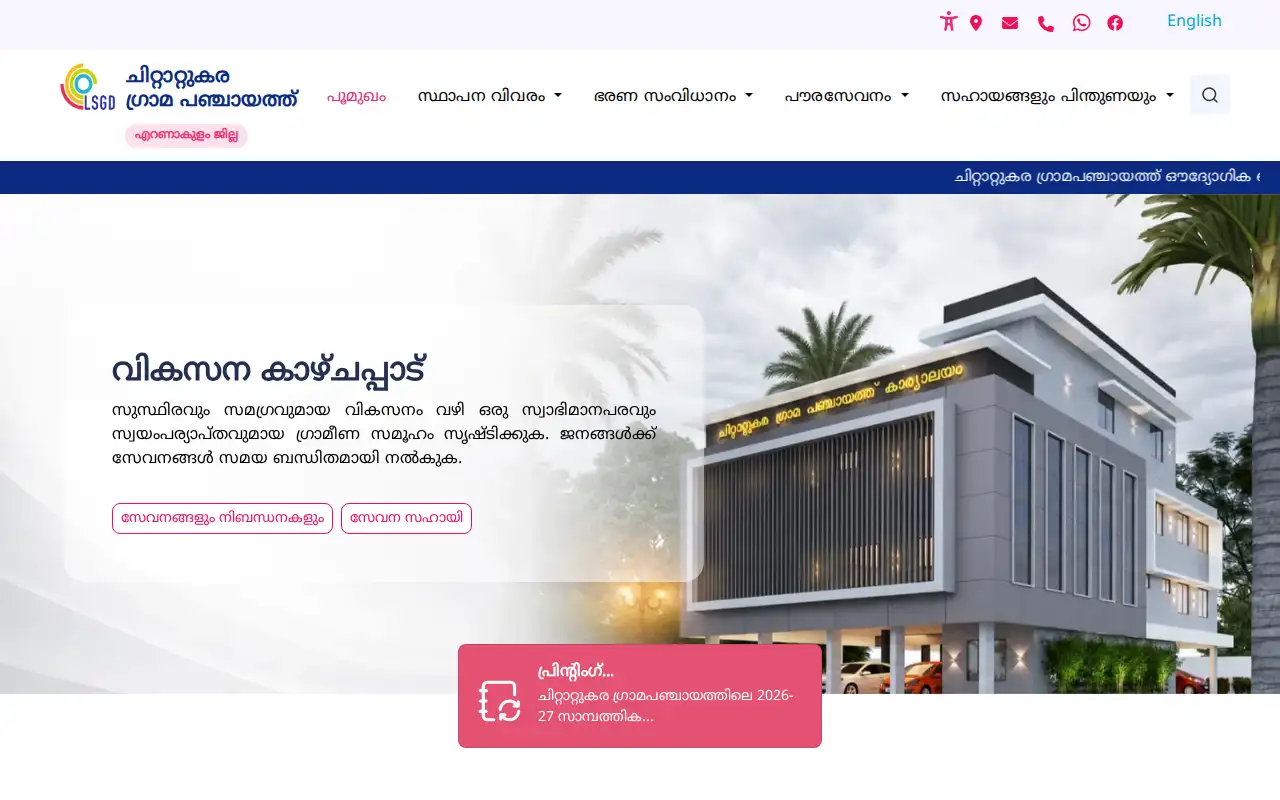 English
ചിറ്റാറ്റുകര
ഗ്രാമ പഞ്ചായത്ത്
LSGD
എറണാകുളം ജില്ല
പൂമുഖം
സ്ഥാപന വിവരം
ഭരണ സംവിധാനം
പൗരസേവനം
സഹായങ്ങളും പിന്തുണയും
ചിറ്റാറ്റുകര ഗ്രാമപഞ്ചായത്ത് ഔദ്യോഗിക
വികസന കാഴ്ചപ്പാട്
സുസ്ഥിരവും സമഗ്രവുമായ വികസനം വഴി ഒരു സ്വാഭിമാനപരവും
സ്വയംപര്യാപ്തവുമായ ഗ്രാമീണ സമൂഹം സൃഷ്ടിക്കുക. ജനങ്ങൾക്ക്
സേവനങ്ങൾ സമയ ബന്ധിതമായി നൽകുക.
സേവനങ്ങളും നിബന്ധനകളും
സേവന സഹായി
ചിറ്റാറ്റുകര ഗ്രാമ പഞ്ചായത്ത് കാര്യാലയം
പ്രിന്റിംഗ്...
ചിറ്റാറ്റുകര ഗ്രാമപഞ്ചായത്തിലെ 2026-
27 സാമ്പത്തിക...